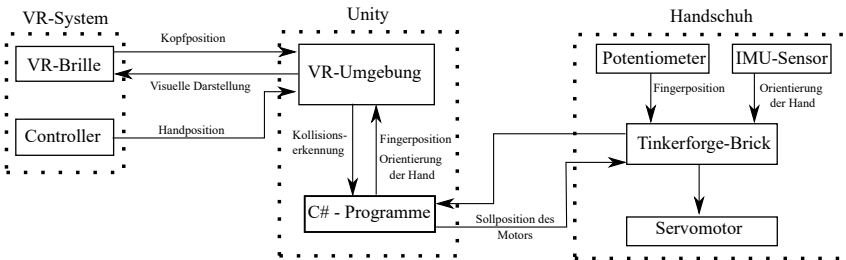 VR-System
Unity
Handschuh
VR-Brille
Kopfposition
Visuelle Darstellung
VR-Umgebung
Controller
Handposition
Kollisions-
erkennung
Fingerposition
Orientierung
der Hand
C# - Programme
Sollposition des
Motors
Potentiometer
IMU-Sensor
Fingerposition
Orientierung
der Hand
Tinkerforge-Brick
Servomotor